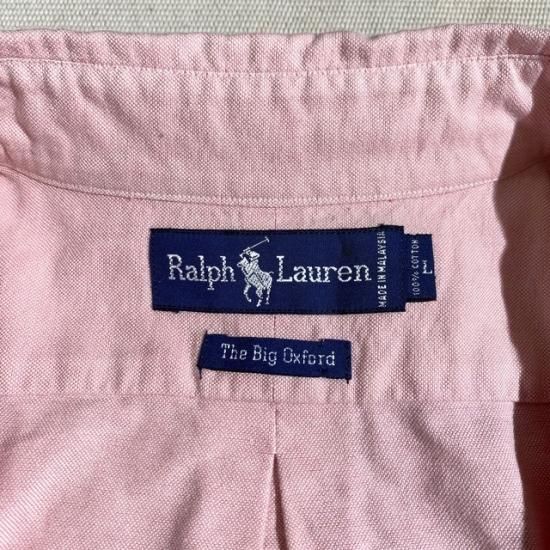 Ralph Lauren
MADE IN MALAYSIA
100% COTTON
L
The Big Oxford